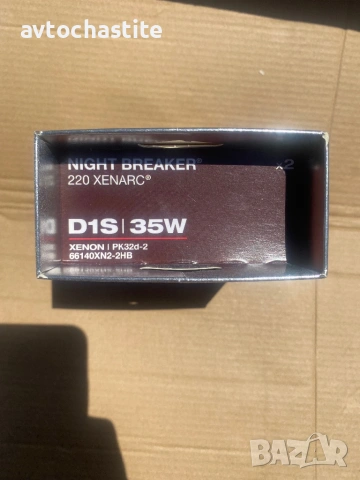 avtochastite
NIGHT BREAKER® x2
220 XENARC®
D1S | 35W
XENON | PK32d-2
66140XN2-2HB
BAZAR